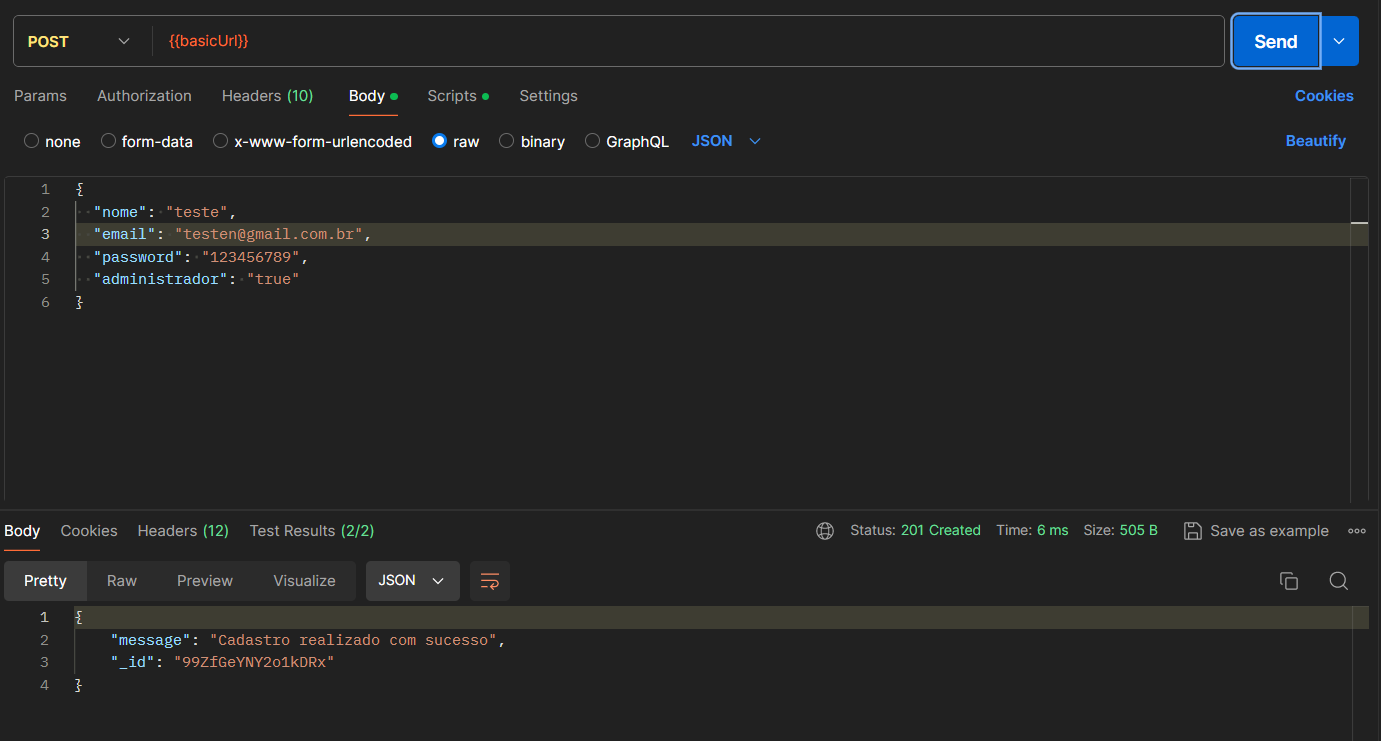 POST {{basicUrl}} Send
Params Authorization Headers (10) Body Scripts Settings Cookies
none form-data x-www-form-urlencoded raw binary GraphQL JSON Beautify
1 {
2 "nome": "teste",
3 "email": "testen@gmail.com.br",
4 "password": "123456789",
5 "administrador": "true"
6 }
Body Cookies Headers (12) Test Results (2/2) Status: 201 Created Time: 6 ms Size: 505 B Save as example
Pretty Raw Preview Visualize JSON
1 {
2 "message": "Cadastro realizado com sucesso",
3 "_id": "99ZfGeYNY2o1kDRx"
4 }